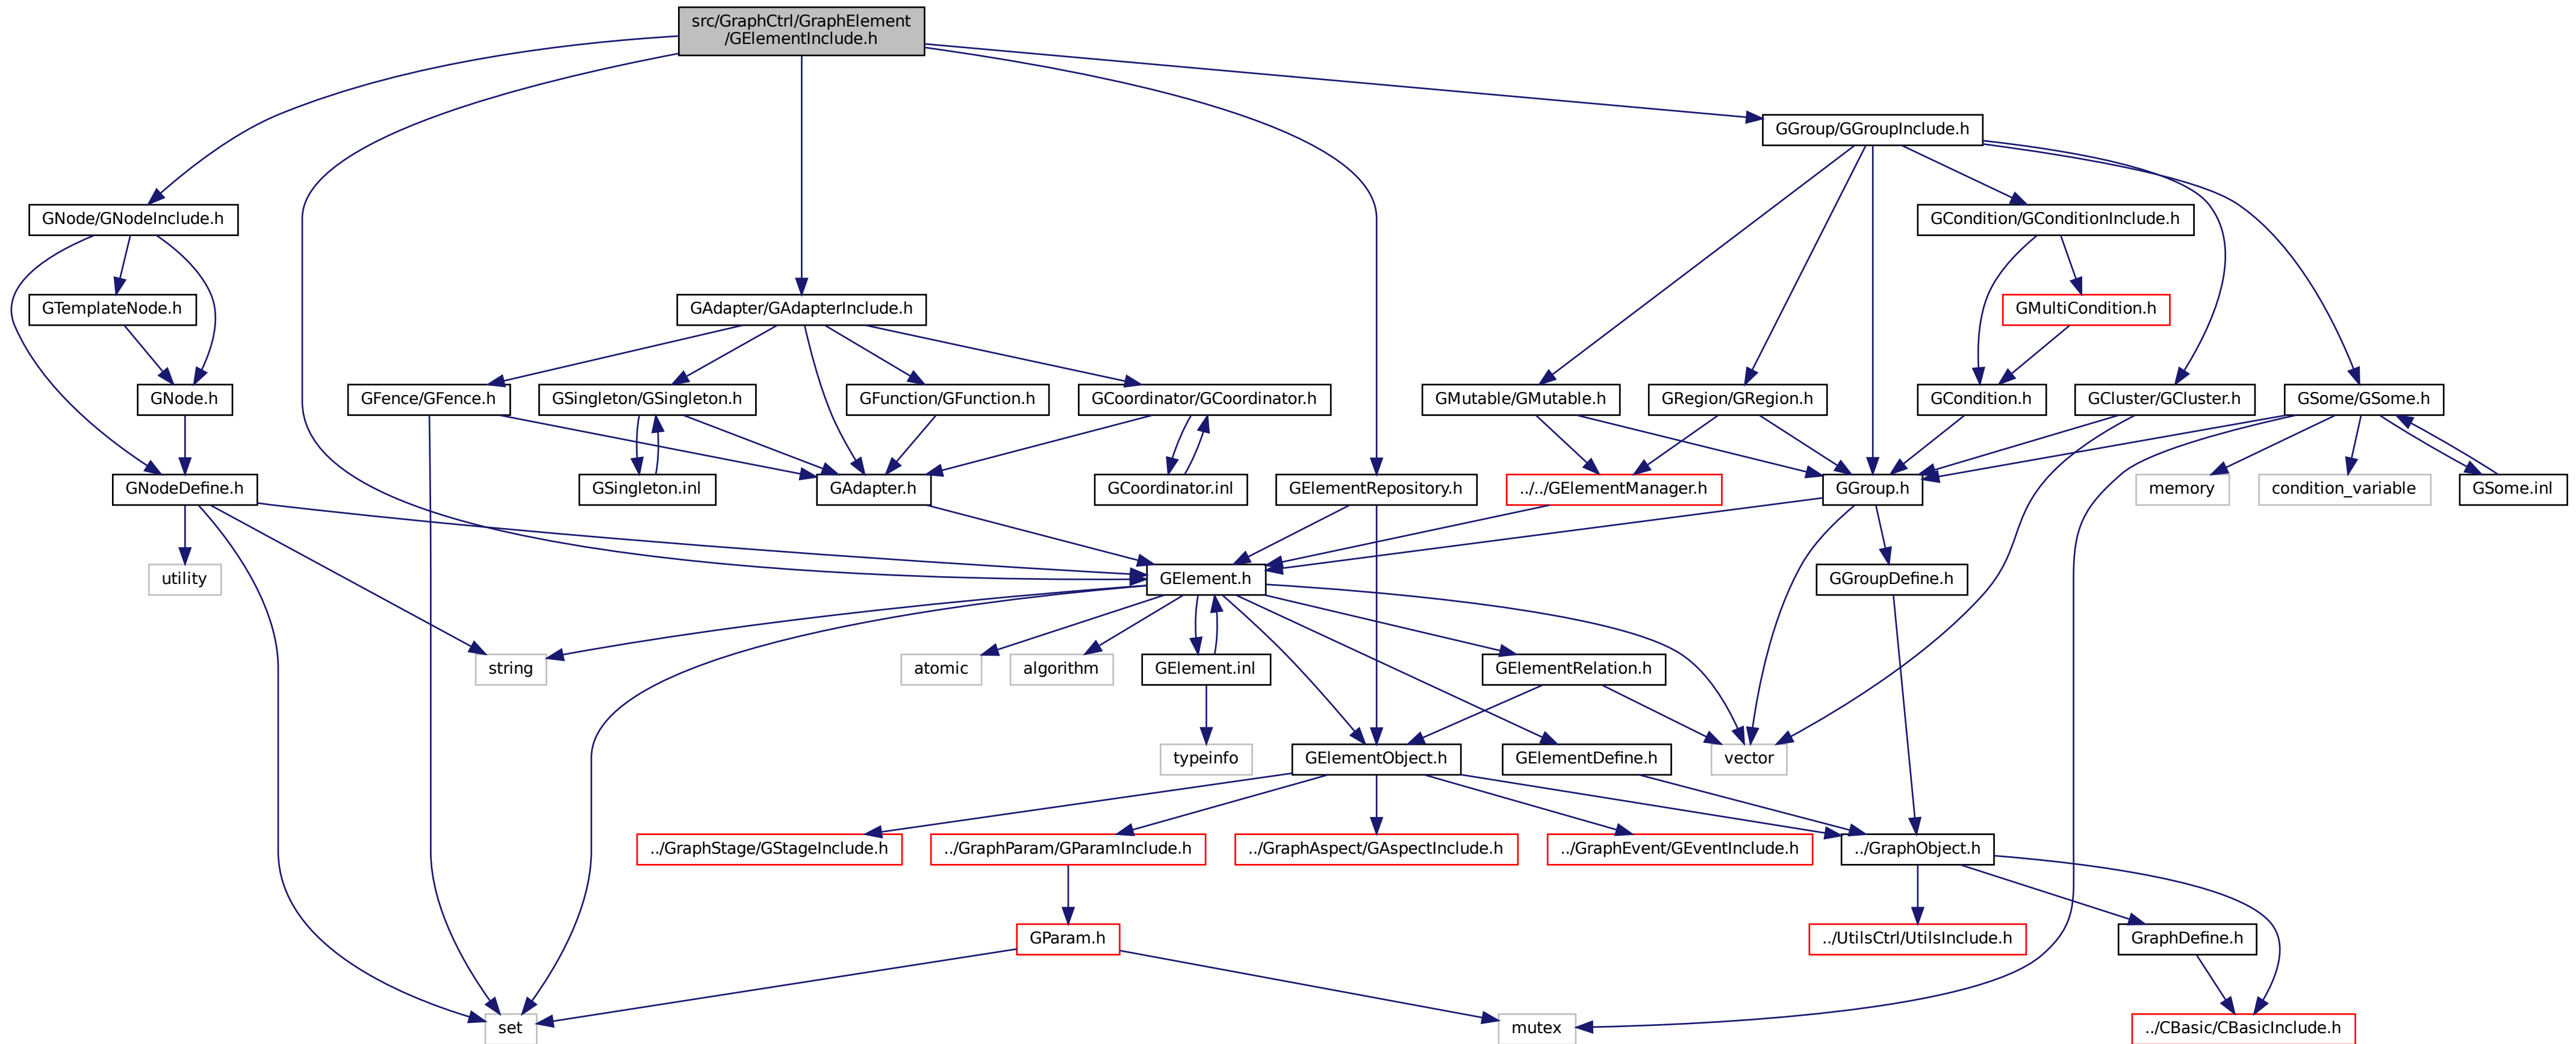 src/GraphCtrl/GraphElement
/GElementInclude.h
GGroup/GGroupInclude.h
GNode/GNodeInclude.h
GCondition/GConditionInclude.h
GTemplateNode.h
GAdapter/GAdapterInclude.h
GMultiCondition.h
GNode.h
GFence/GFence.h
GSingleton/GSingleton.h
GFunction/GFunction.h
GCoordinator/GCoordinator.h
GMutable/GMutable.h
GRegion/GRegion.h
GCondition.h
GCluster/GCluster.h
GSome/GSome.h
GNodeDefine.h
GSingleton.inl
GAdapter.h
GCoordinator.inl
GElementRepository.h
../../GElementManager.h
GGroup.h
memory
condition_variable
GSome.inl
utility
GElement.h
GGroupDefine.h
string
atomic
algorithm
GElement.inl
GElementRelation.h
typeinfo
GElementObject.h
GElementDefine.h
vector
../GraphStage/GStageInclude.h
../GraphParam/GParamInclude.h
../GraphAspect/GAspectInclude.h
../GraphEvent/GEventInclude.h
../GraphObject.h
GParam.h
../UtilsCtrl/UtilsInclude.h
GraphDefine.h
set
mutex
../CBasic/CBasicInclude.h